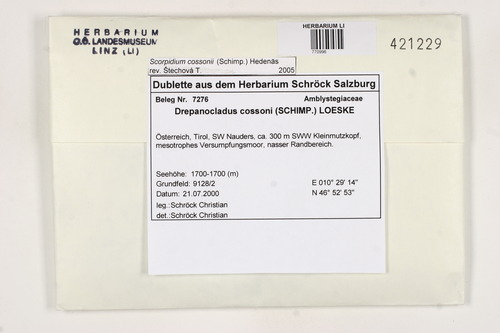 HERBARIUM
O.Ö. LANDESMUSEUM
LINZ (LI)
HERBARIUM LI
770996
421229
Scorpidium cossonii (Schimp.) Hedenäs
rev. Štechová T. 2005
Dublette aus dem Herbarium Schröck Salzburg
Beleg Nr. 7276 Amblystegiaceae
Drepanocladus cossoni (SCHIMP.) LOESKE
Österreich, Tirol, SW Nauders, ca. 300 m SWW Kleinmutzkopf,
mesotrophes Versumpfungsmoor, nasser Randbereich.
Seehöhe: 1700-1700 (m)
Grundfeld: 9128/2 E 010° 29' 14''
Datum: 21.07.2000 N 46° 52' 53''
leg.:Schröck Christian
det.:Schröck Christian